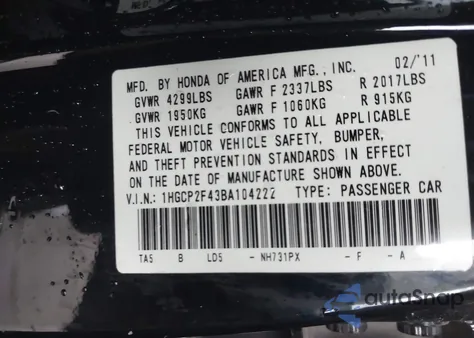 MFD. BY HONDA OF AMERICA MFG., INC. 02/'11
GVWR 4299LBS GAWR F 2337LBS R 2017LBS
GVWR 1950KG GAWR F 1060KG R 915KG
THIS VEHICLE CONFORMS TO ALL APPLICABLE
FEDERAL MOTOR VEHICLE SAFETY, BUMPER,
AND THEFT PREVENTION STANDARDS IN EFFECT
ON THE DATE OF MANUFACTURE SHOWN ABOVE.
V.I.N.: 1HGCP2F43BA104222 TYPE: PASSENGER CAR
TA5 B LD5 - NH731PX - F - A
autoSnap